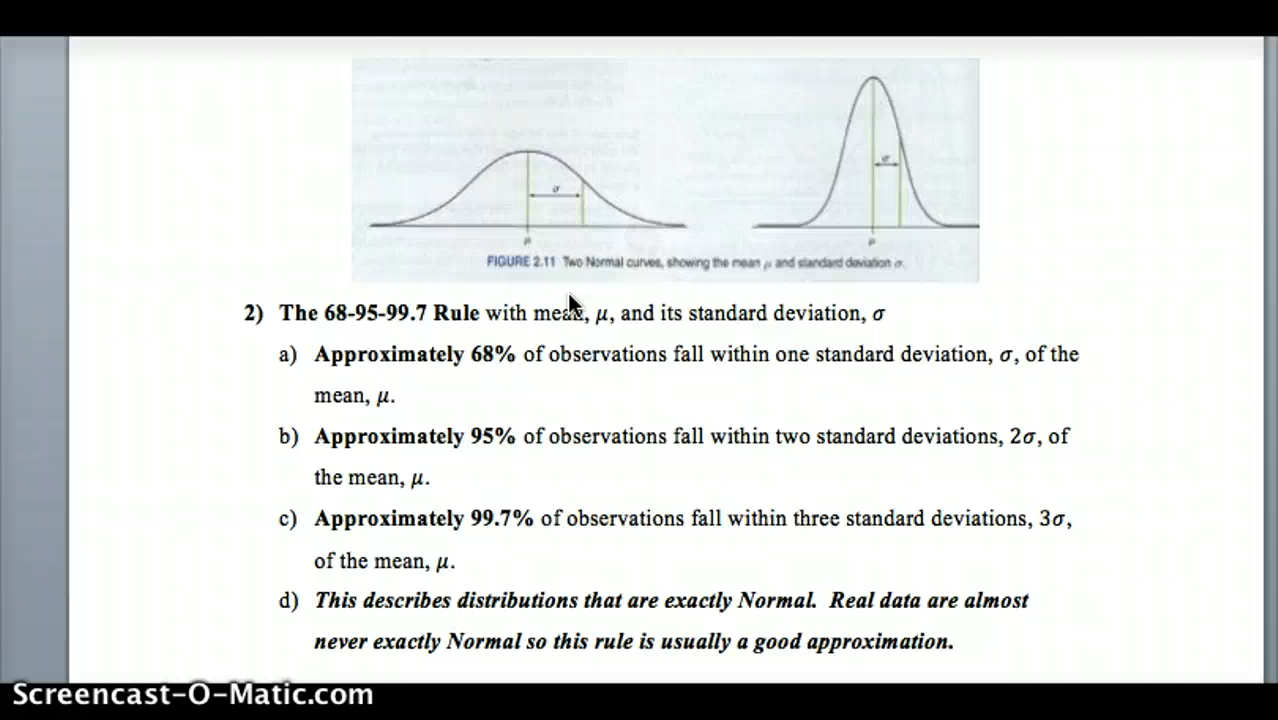 σ
σ
μ
μ
FIGURE 2.11 Two Normal curves, showing the mean μ and standard deviation σ.
2) The 68-95-99.7 Rule with mean, μ, and its standard deviation, σ
a) Approximately 68% of observations fall within one standard deviation, σ, of the
mean, μ.
b) Approximately 95% of observations fall within two standard deviations, 2σ, of
the mean, μ.
c) Approximately 99.7% of observations fall within three standard deviations, 3σ,
of the mean, μ.
d) This describes distributions that are exactly Normal. Real data are almost
never exactly Normal so this rule is usually a good approximation.
Screencast-O-Matic.com